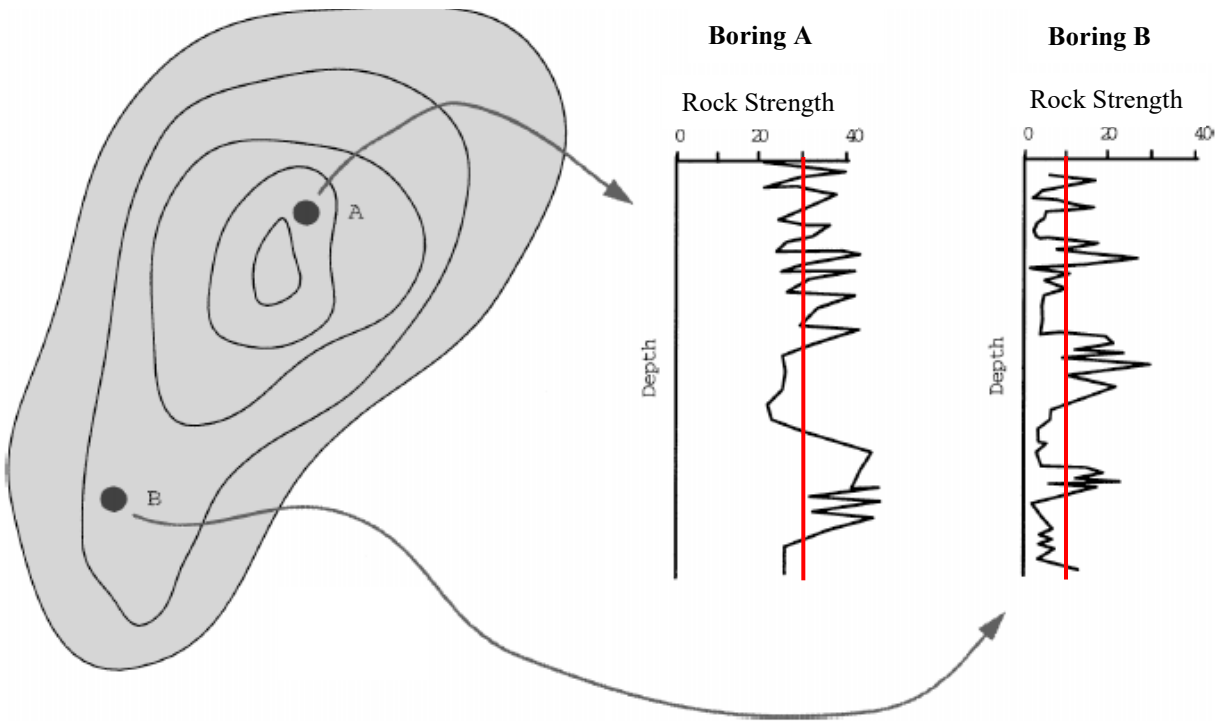 Boring A
Boring B
Rock Strength
Rock Strength
0 20 40
0 20 40
A
B
Depth
Depth